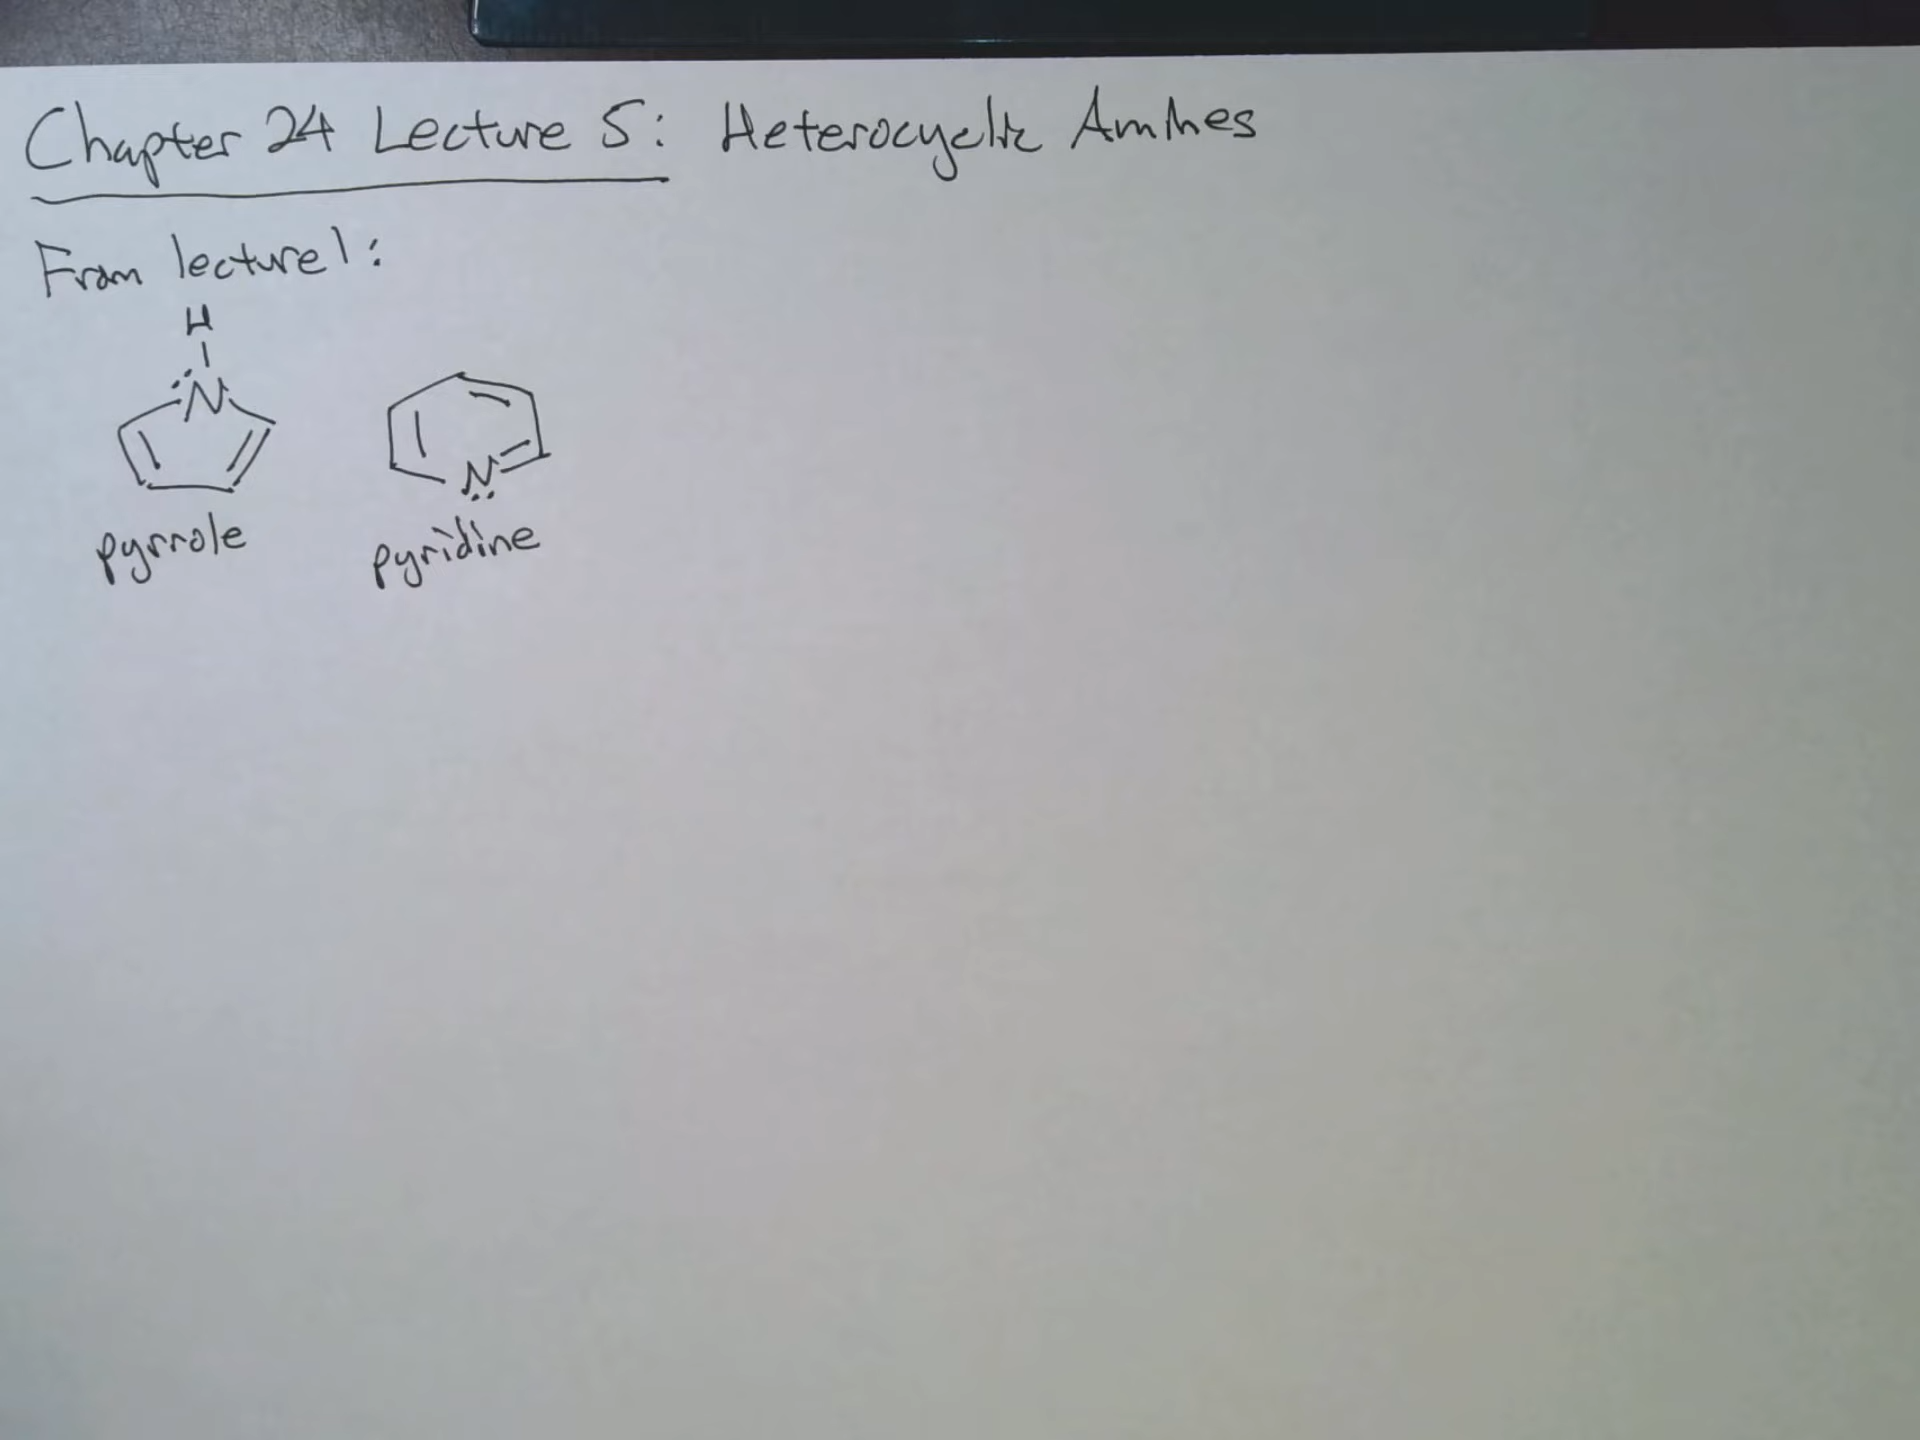 Chapter 24 Lecture 5: Heterocyclic Amines
From lecture 1:
H
N
N
pyrrole
pyridine